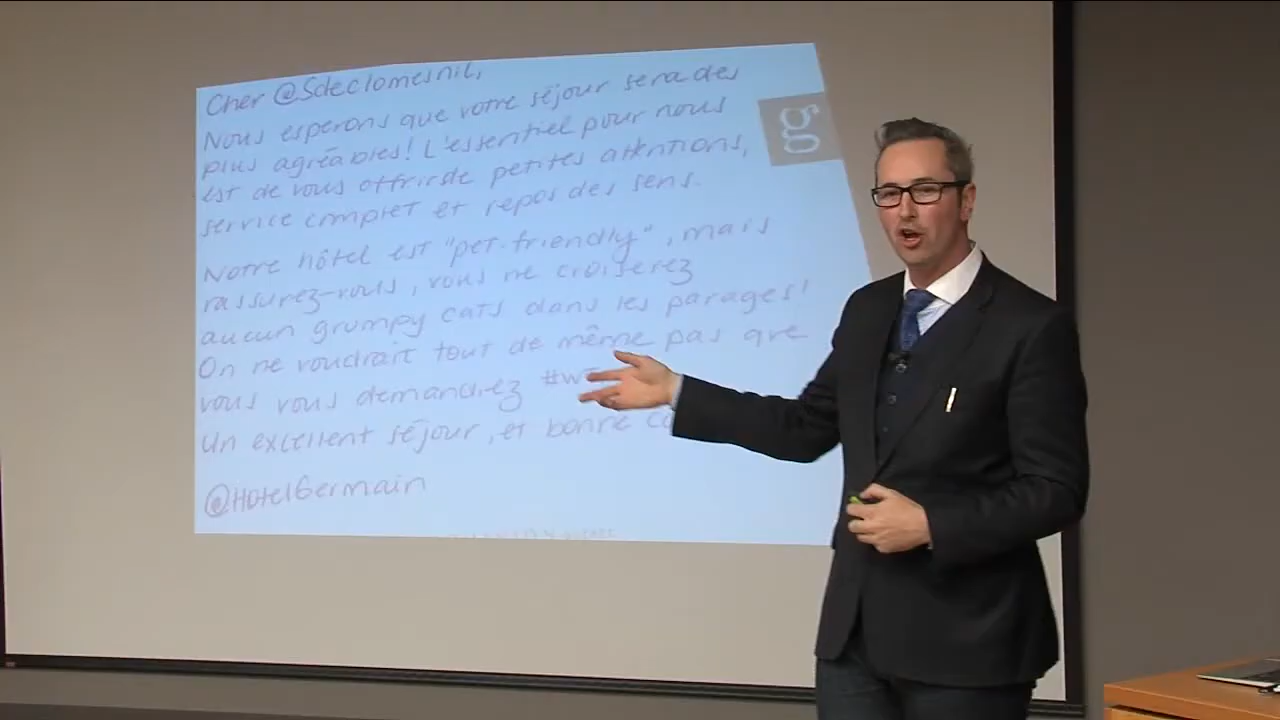 Cher @Sdeclomesnil,
Nous esperons que votre séjour sera des
plus agréables! L'essentiel pour nous
est de vous offrir de petites attentions,
service complet et repos des sens.
Notre hôtel est "pet-friendly", mais
rassurez-vous, vous ne croiserez
aucun grumpy cats dans les parages!
On ne voudrait tout de même pas que
vous vous demandiez
Un excellent séjour, et bonne
@HotelGermain
g